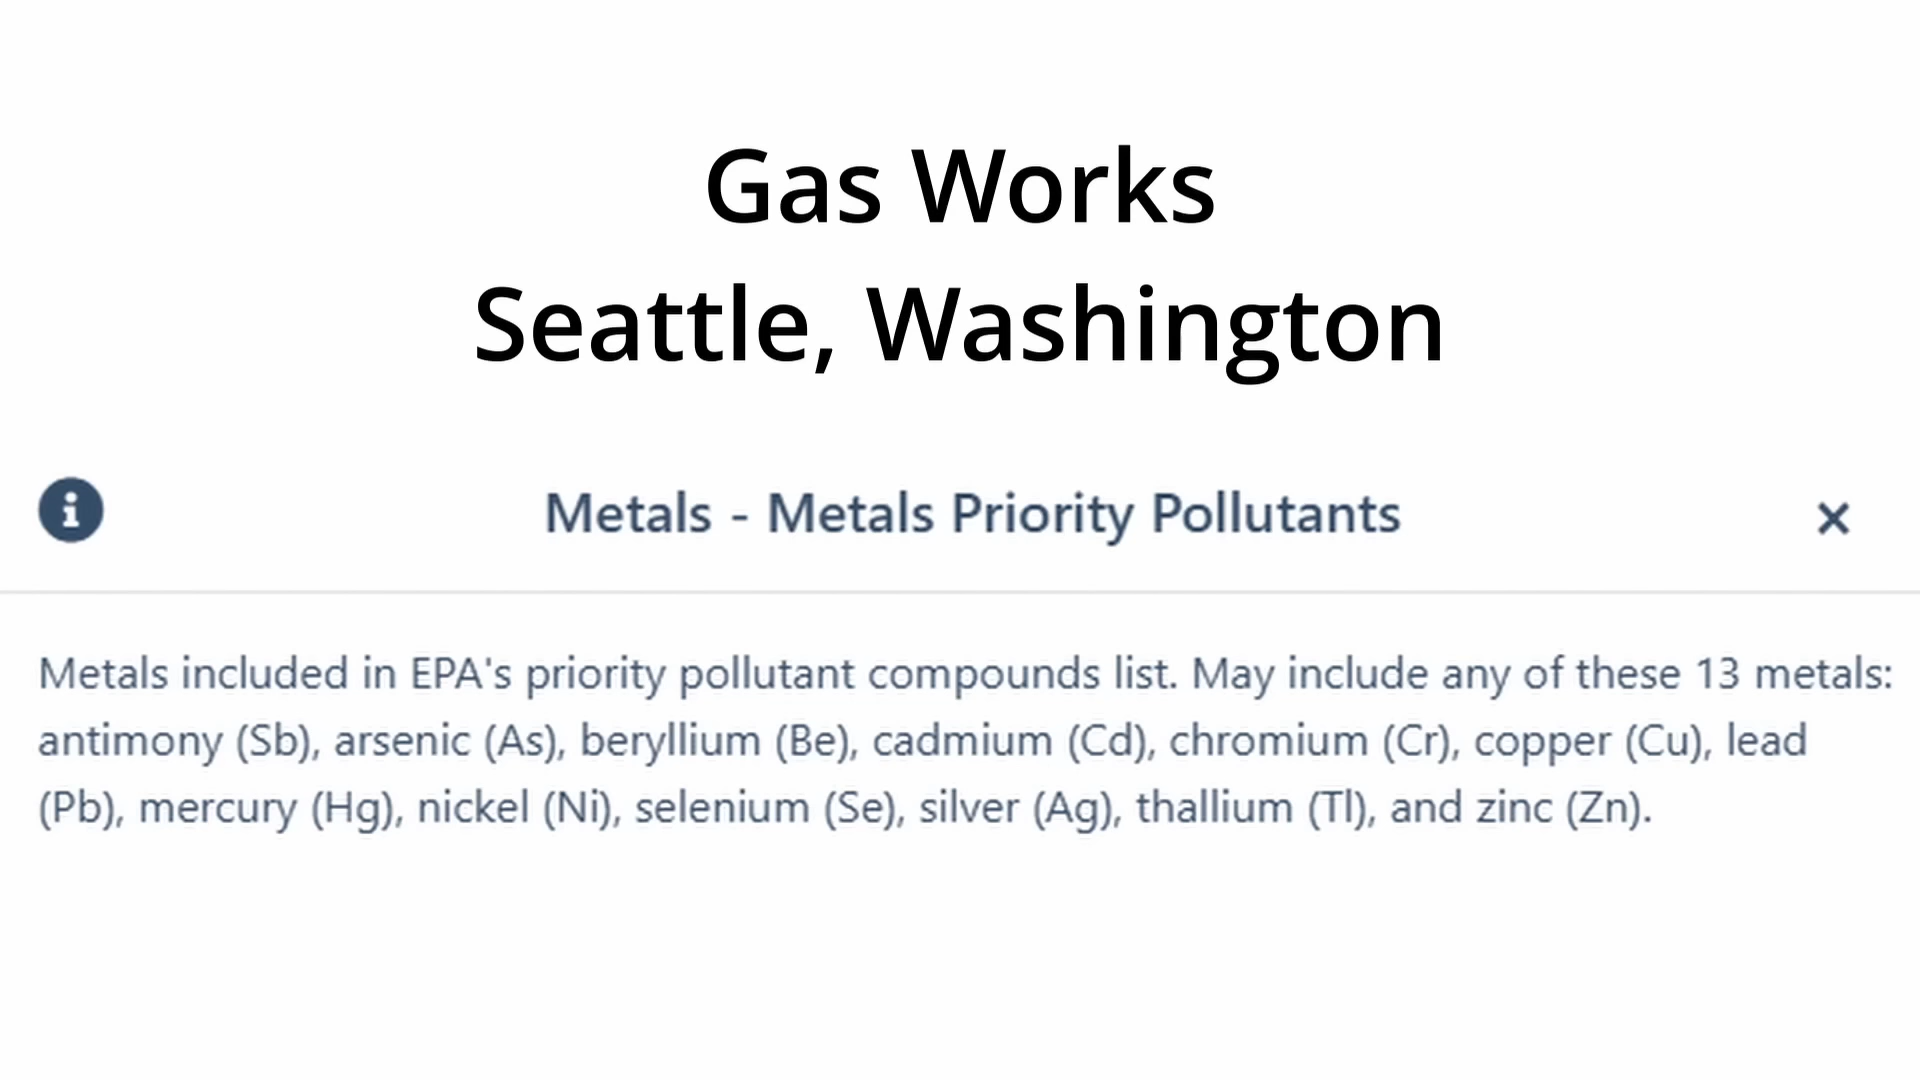 Gas Works
Seattle, Washington
Metals - Metals Priority Pollutants
Metals included in EPA's priority pollutant compounds list. May include any of these 13 metals:
antimony (Sb), arsenic (As), beryllium (Be), cadmium (Cd), chromium (Cr), copper (Cu), lead
(Pb), mercury (Hg), nickel (Ni), selenium (Se), silver (Ag), thallium (Tl), and zinc (Zn).